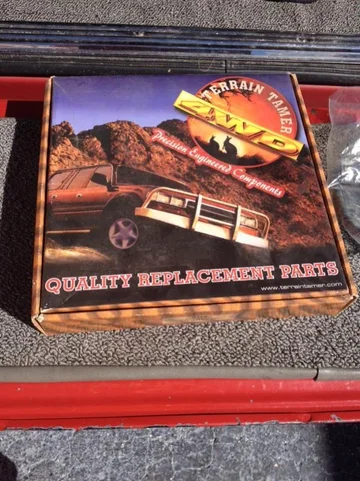 TERRAIN TAMER
4WD
Precision Engineered Components
QUALITY REPLACEMENT PARTS
www.terraintamer.com